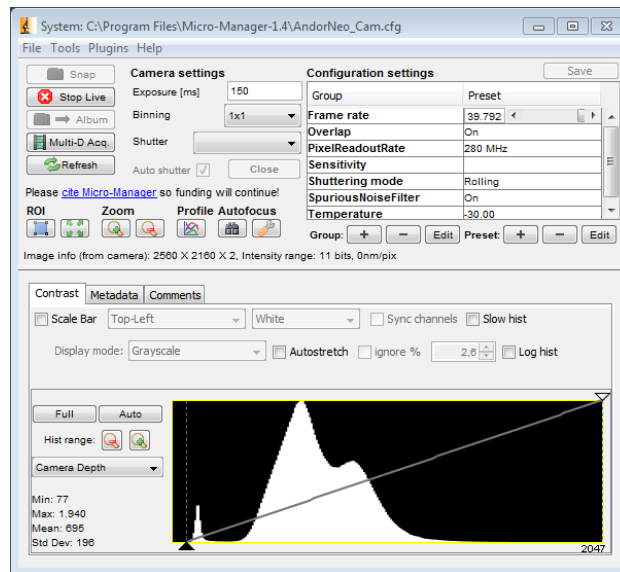 System: C:\Program Files\Micro-Manager-1.4\AndorNeo_Cam.cfg
File Tools Plugins Help
Snap
Stop Live
Album
Multi-D Acq.
Refresh
Camera settings
Exposure [ms] 150
Binning 1x1
Shutter
Auto shutter Close
Configuration settings Save
Group Preset
Frame rate 39.792
Overlap On
PixelReadoutRate 280 MHz
Sensitivity
Shuttering mode Rolling
SpuriousNoiseFilter On
Temperature -30.00
Please cite Micro-Manager so funding will continue!
ROI Zoom Profile Autofocus
Group: + − Edit Preset: + − Edit
Image info (from camera): 2560 X 2160 X 2, Intensity range: 11 bits, 0nm/pix
Contrast Metadata Comments
Scale Bar Top-Left White Sync channels Slow hist
Display mode: Grayscale Autostretch ignore % 2,6 Log hist
Full Auto
Hist range:
Camera Depth
Min: 77
Max: 1.940
Mean: 695
Std Dev: 196
2047